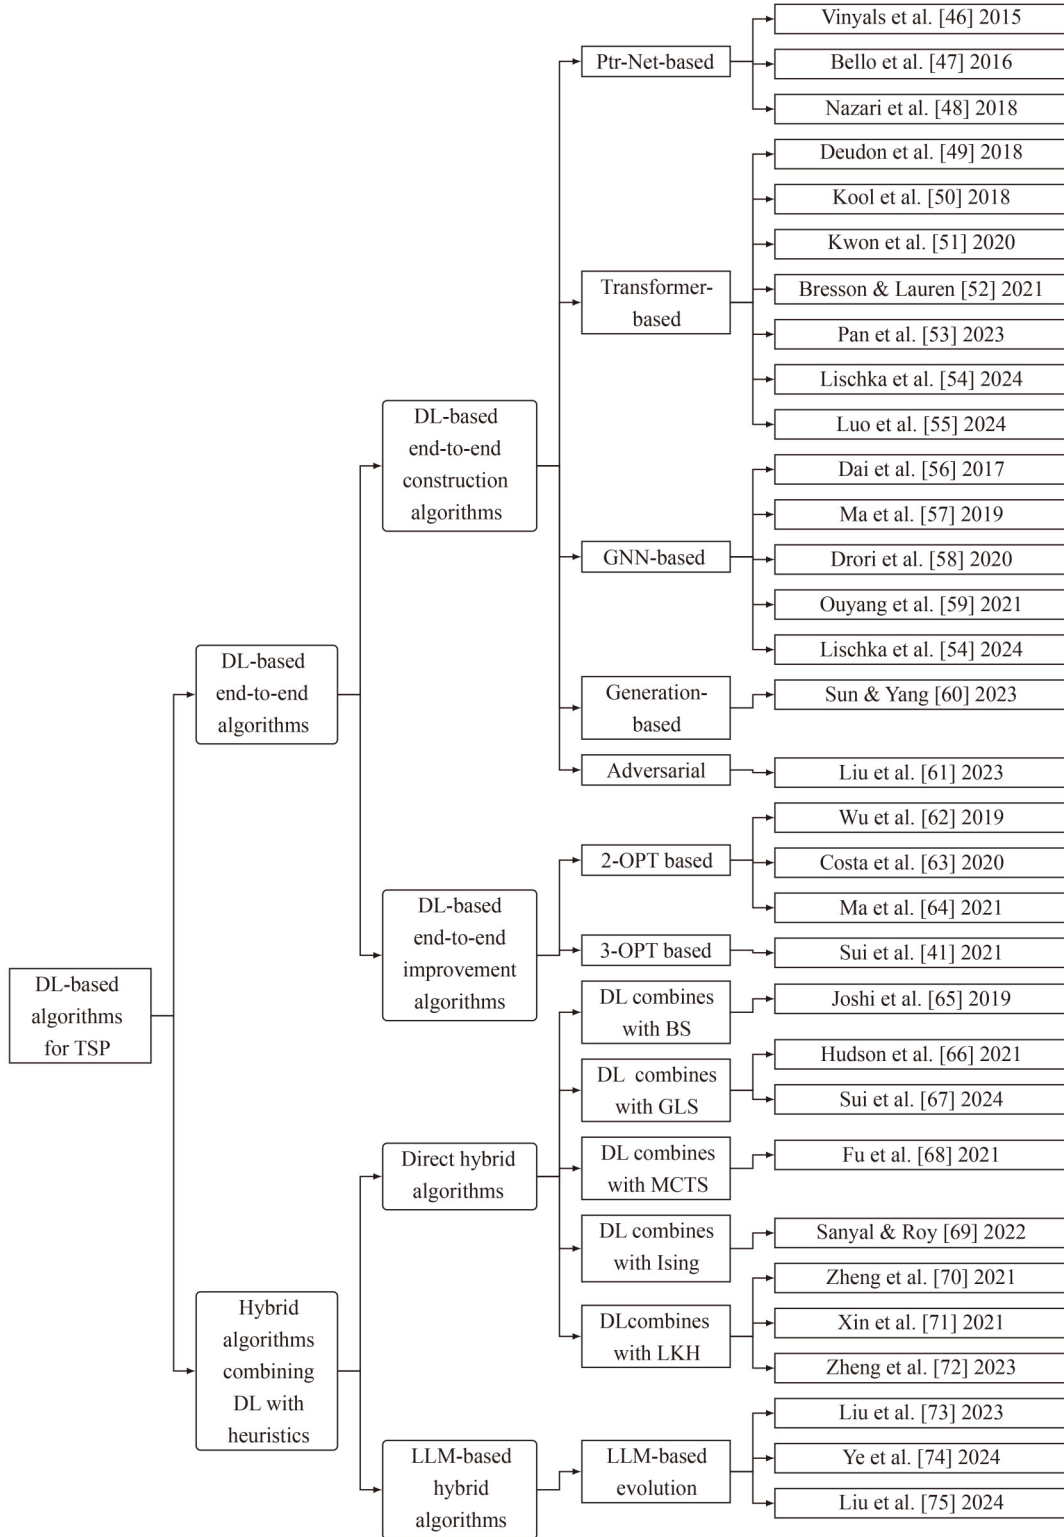 DL-based
algorithms
for TSP
DL-based
end-to-end
algorithms
Hybrid
algorithms
combining
DL with
heuristics
DL-based
end-to-end
construction
algorithms
DL-based
end-to-end
improvement
algorithms
Direct hybrid
algorithms
LLM-based
hybrid
algorithms
Ptr-Net-based
Transformer-
based
GNN-based
Generation-
based
Adversarial
2-OPT based
3-OPT based
DL combines
with BS
DL combines
with GLS
DL combines
with MCTS
DL combines
with Ising
DLcombines
with LKH
LLM-based
evolution
Vinyals et al. [46] 2015
Bello et al. [47] 2016
Nazari et al. [48] 2018
Deudon et al. [49] 2018
Kool et al. [50] 2018
Kwon et al. [51] 2020
Bresson & Lauren [52] 2021
Pan et al. [53] 2023
Lischka et al. [54] 2024
Luo et al. [55] 2024
Dai et al. [56] 2017
Ma et al. [57] 2019
Drori et al. [58] 2020
Ouyang et al. [59] 2021
Lischka et al. [54] 2024
Sun & Yang [60] 2023
Liu et al. [61] 2023
Wu et al. [62] 2019
Costa et al. [63] 2020
Ma et al. [64] 2021
Sui et al. [41] 2021
Joshi et al. [65] 2019
Hudson et al. [66] 2021
Sui et al. [67] 2024
Fu et al. [68] 2021
Sanyal & Roy [69] 2022
Zheng et al. [70] 2021
Xin et al. [71] 2021
Zheng et al. [72] 2023
Liu et al. [73] 2023
Ye et al. [74] 2024
Liu et al. [75] 2024